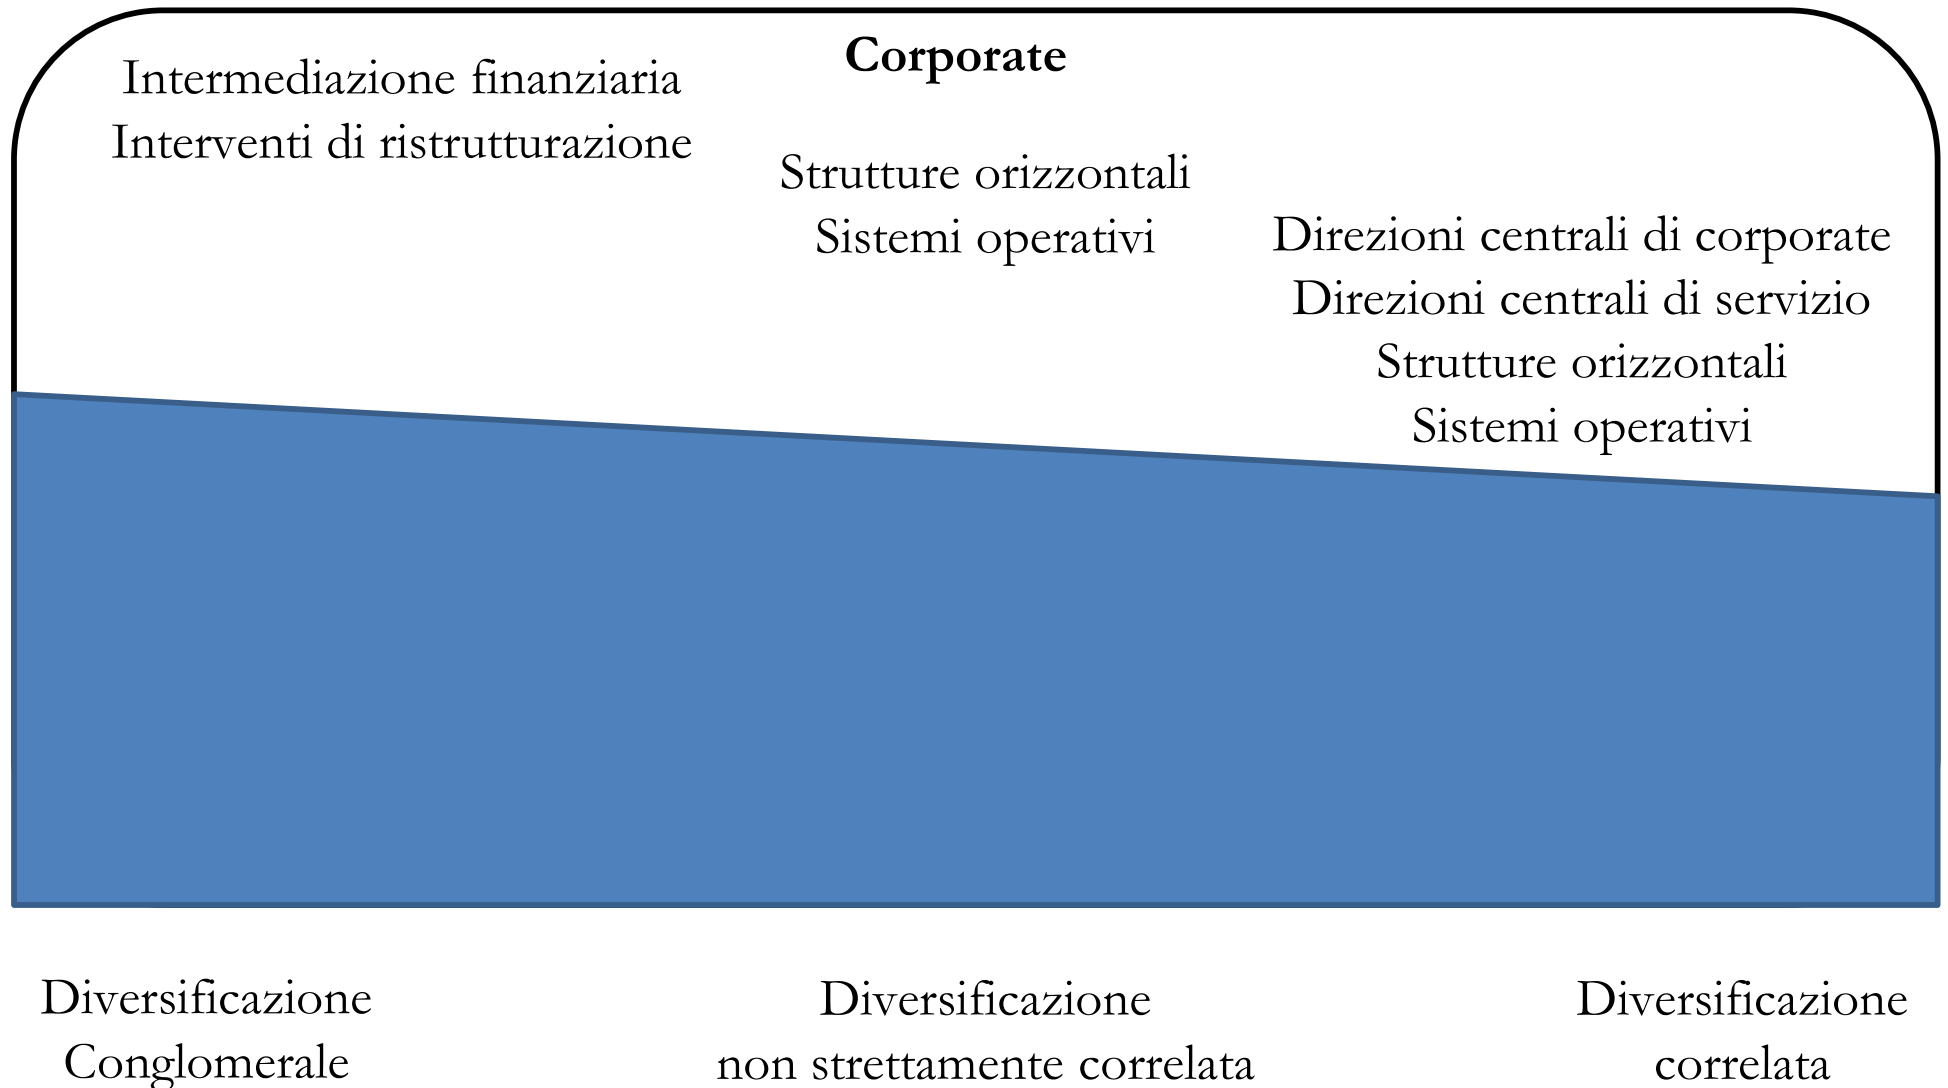 Corporate
Intermediazione finanziaria
Interventi di ristrutturazione
Strutture orizzontali
Sistemi operativi
Direzioni centrali di corporate
Direzioni centrali di servizio
Strutture orizzontali
Sistemi operativi
Diversificazione
Conglomerale
Diversificazione
non strettamente correlata
Diversificazione
correlata